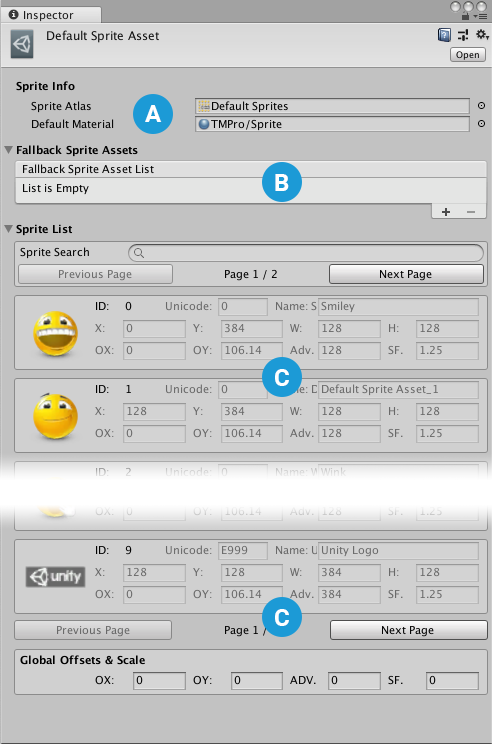 Inspector
Default Sprite Asset
Open
Sprite Info
Sprite Atlas Default Sprites
Default Material TMPro/Sprite
A
Fallback Sprite Assets
Fallback Sprite Asset List
List is Empty
B
+ −
Sprite List
Sprite Search
Previous Page Page 1 / 2 Next Page
ID: 0 Unicode: 0 Name: S Smiley
X: 0 Y: 384 W: 128 H: 128
OX: 0 OY: 106.14 Adv. 128 SF. 1.25
C
ID: 1 Unicode: 0 e: D Default Sprite Asset_1
X: 128 Y: 384 W: 128 H: 128
OX: 0 OY: 106.14 Adv. 128 SF. 1.25
ID: 2 Unicode: 0 Name: W Wink
OX: 0 OY: 106.14 Adv. 128 SF. 1.25
unity
ID: 9 Unicode: E999 Name: U Unity Logo
X: 128 Y: 128 W: 384 H: 128
OX: 0 OY: 106.14 Adv. 384 SF. 1.25
C
Previous Page Page 1 / Next Page
Global Offsets & Scale
OX: 0 OY: 0 ADV. 0 SF. 0